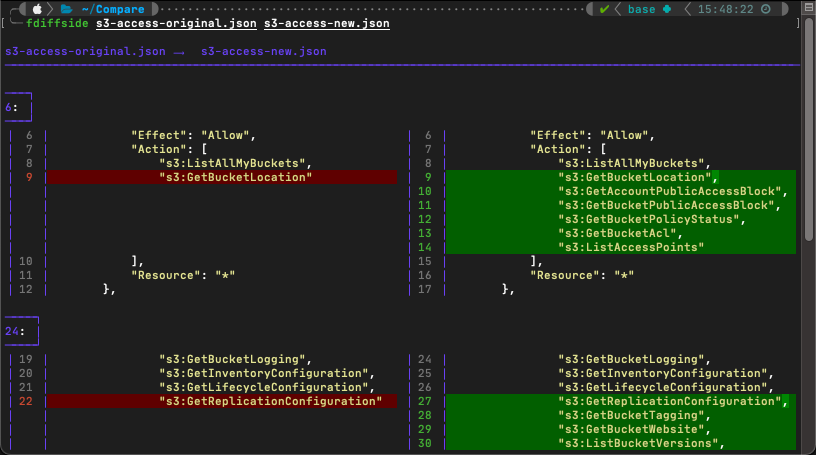 ~/Compare ✔ base 15:48:22
[ fdiffside s3-access-original.json s3-access-new.json ]
s3-access-original.json ⟶ s3-access-new.json
6:
6 "Effect": "Allow", 6 "Effect": "Allow",
7 "Action": [ 7 "Action": [
8 "s3:ListAllMyBuckets", 8 "s3:ListAllMyBuckets",
9 "s3:GetBucketLocation" 9 "s3:GetBucketLocation",
10 "s3:GetAccountPublicAccessBlock",
11 "s3:GetBucketPublicAccessBlock",
12 "s3:GetBucketPolicyStatus",
13 "s3:GetBucketAcl",
14 "s3:ListAccessPoints"
10 ], 15 ],
11 "Resource": "*" 16 "Resource": "*"
12 }, 17 },
24:
19 "s3:GetBucketLogging", 24 "s3:GetBucketLogging",
20 "s3:GetInventoryConfiguration", 25 "s3:GetInventoryConfiguration",
21 "s3:GetLifecycleConfiguration", 26 "s3:GetLifecycleConfiguration",
22 "s3:GetReplicationConfiguration" 27 "s3:GetReplicationConfiguration",
28 "s3:GetBucketTagging",
29 "s3:GetBucketWebsite",
30 "s3:ListBucketVersions",